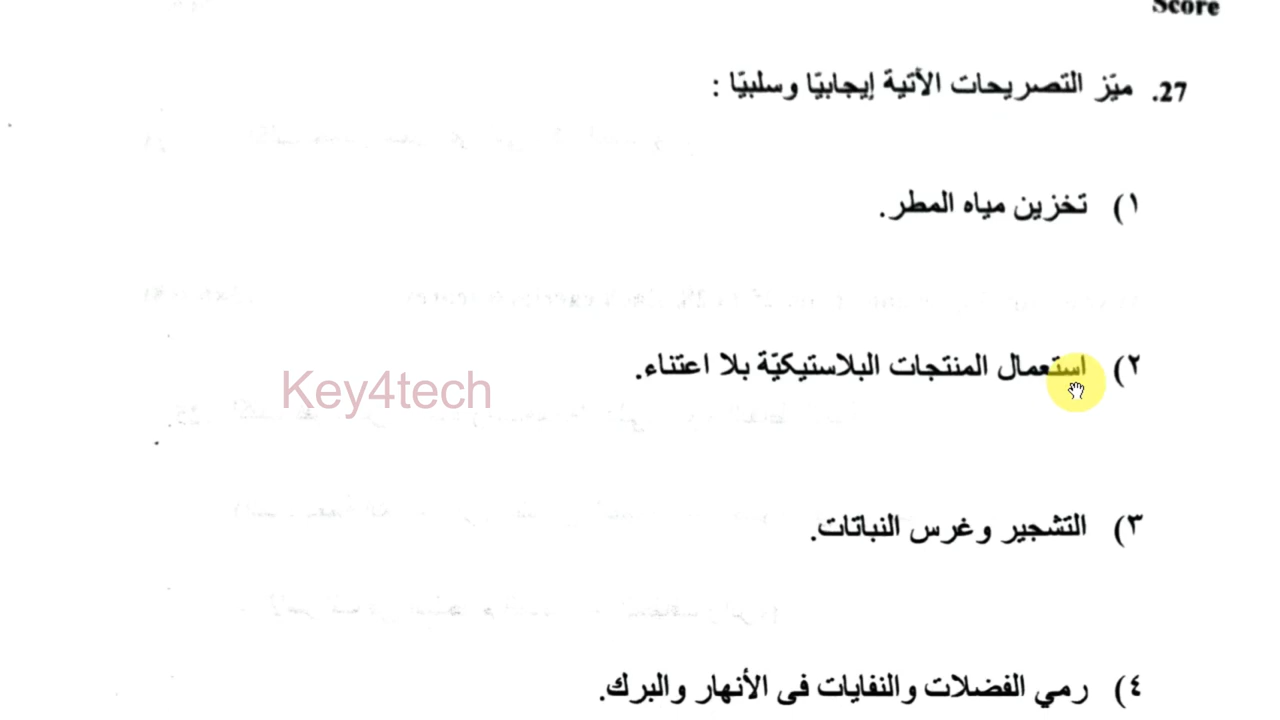 Score
27. ميّز التصريحات الآتية إيجابيّا وسلبيّا :
١) تخزين مياه المطر.
٢) استعمال المنتجات البلاستيكيّة بلا اعتناء.
Key4tech
٣) التشجير وغرس النباتات.
٤) رمي الفضلات والنفايات فى الأنهار والبرك.